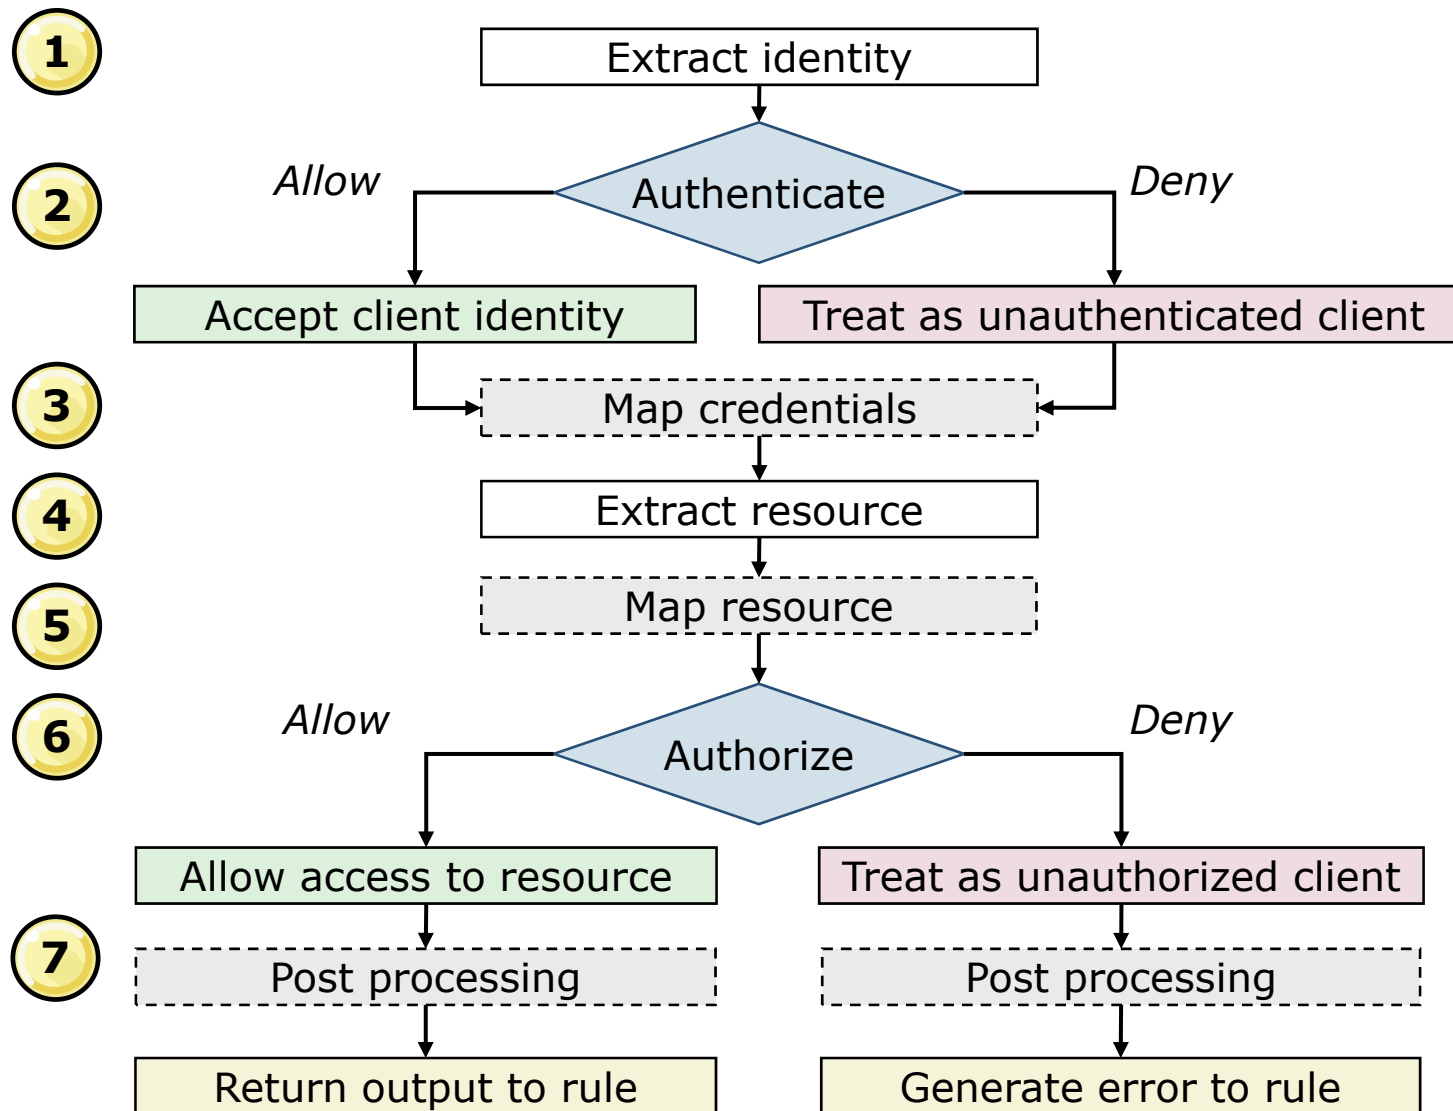 1
Extract identity
Allow
Deny
2
Authenticate
Accept client identity
Treat as unauthenticated client
3
Map credentials
4
Extract resource
5
Map resource
6
Allow
Deny
Authorize
Allow access to resource
Treat as unauthorized client
7
Post processing
Post processing
Return output to rule
Generate error to rule